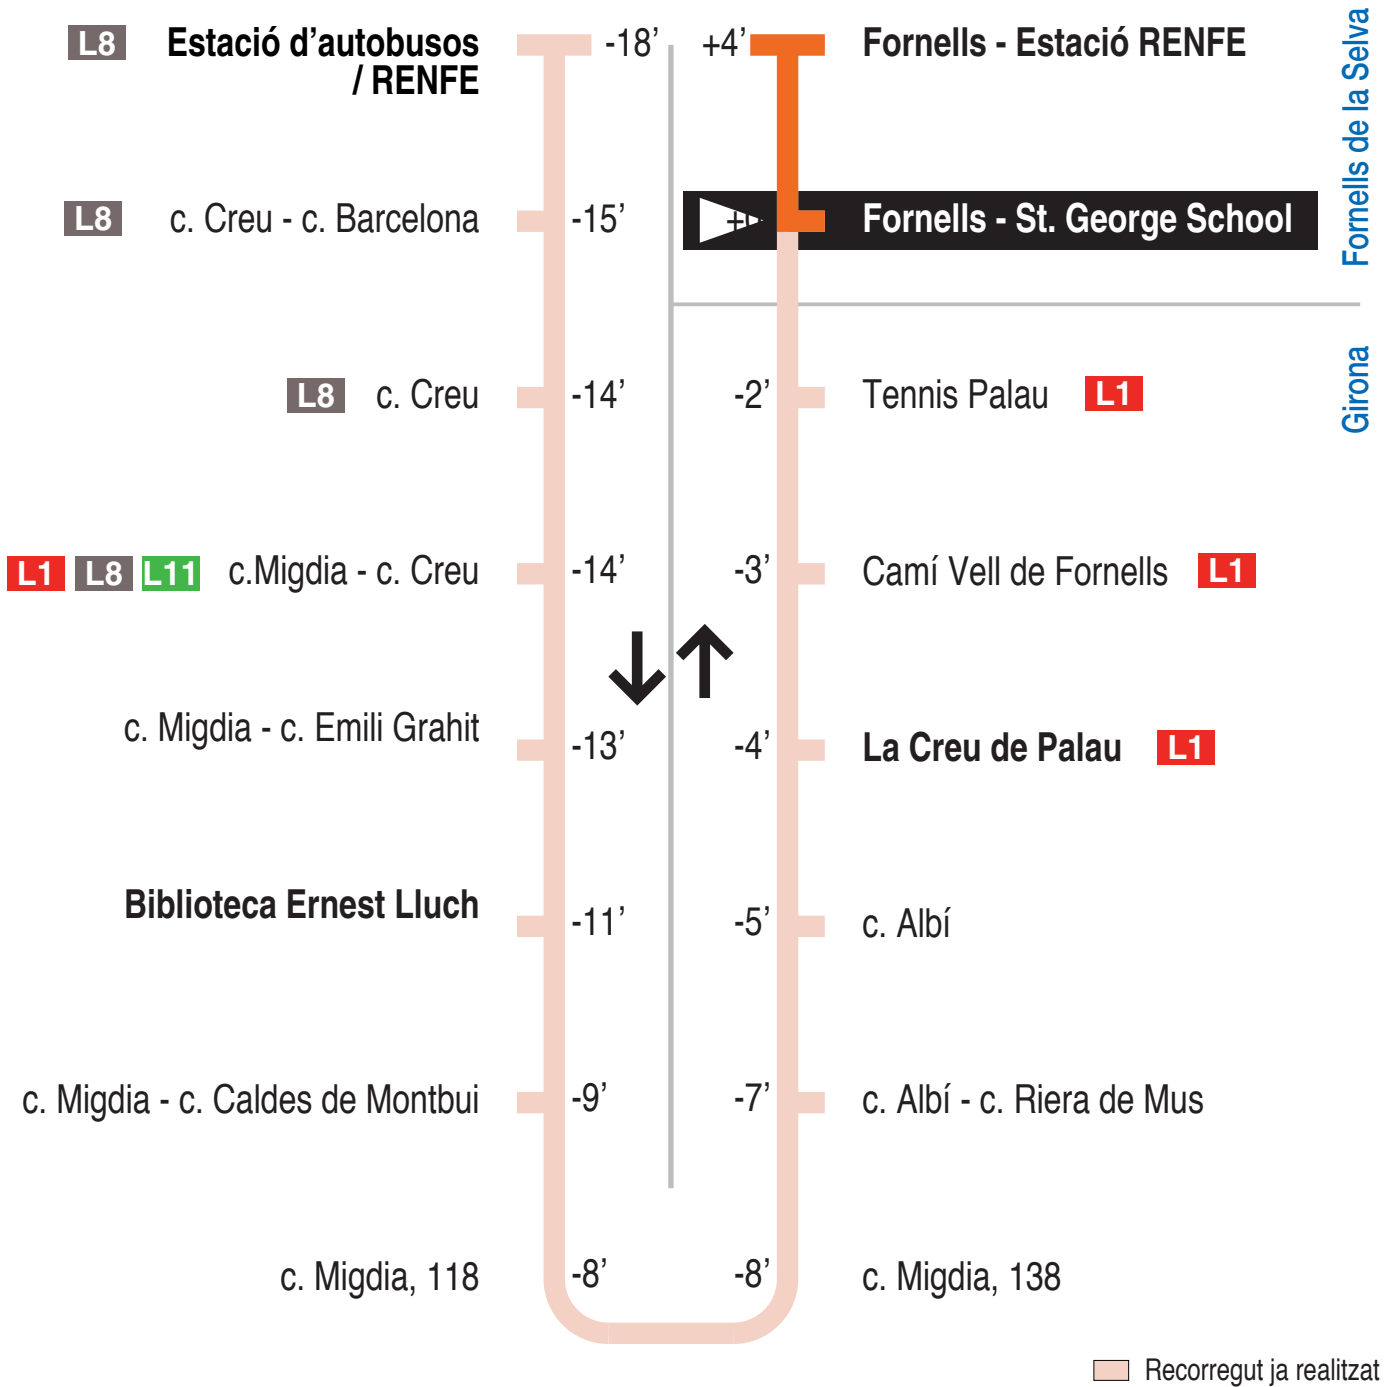 L8 Estació d’autobusos
/ RENFE
-18’
L8 c. Creu - c. Barcelona -15’
L8 c. Creu -14’
L1 L8 L11 c.Migdia - c. Creu -14’
c. Migdia - c. Emili Grahit -13’
Biblioteca Ernest Lluch -11’
c. Migdia - c. Caldes de Montbui -9’
c. Migdia, 118 -8’
+4’ Fornells - Estació RENFE
Fornells - St. George School
-2’ Tennis Palau L1
-3’ Camí Vell de Fornells L1
-4’ La Creu de Palau L1
-5’ c. Albí
-7’ c. Albí - c. Riera de Mus
-8’ c. Migdia, 138
Fornells de la Selva
Girona
Recorregut ja realitzat